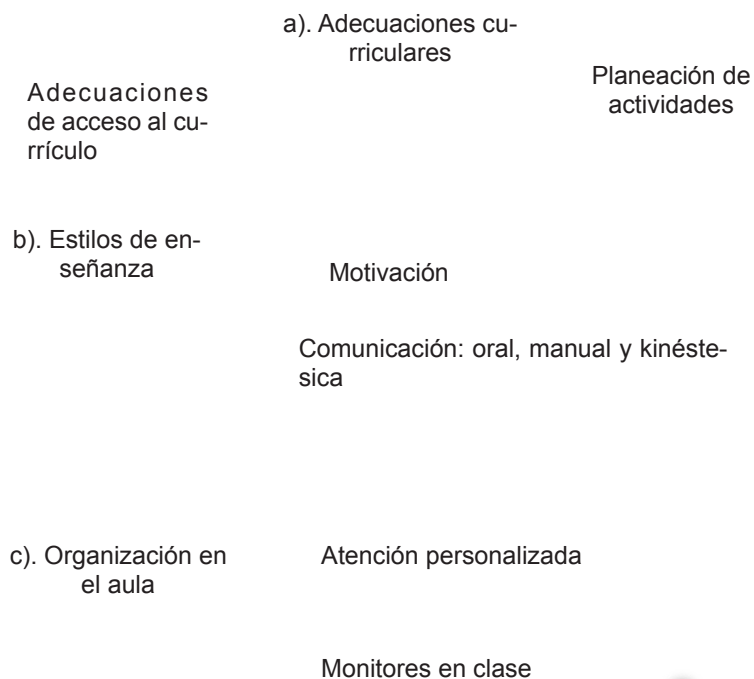 a). Adecuaciones cu-
rriculares
Adecuaciones
de acceso al cu-
rrículo
Planeación de
actividades
b). Estilos de en-
señanza
Motivación
Comunicación: oral, manual y kinéste-
sica
c). Organización en
el aula
Atención personalizada
Monitores en clase